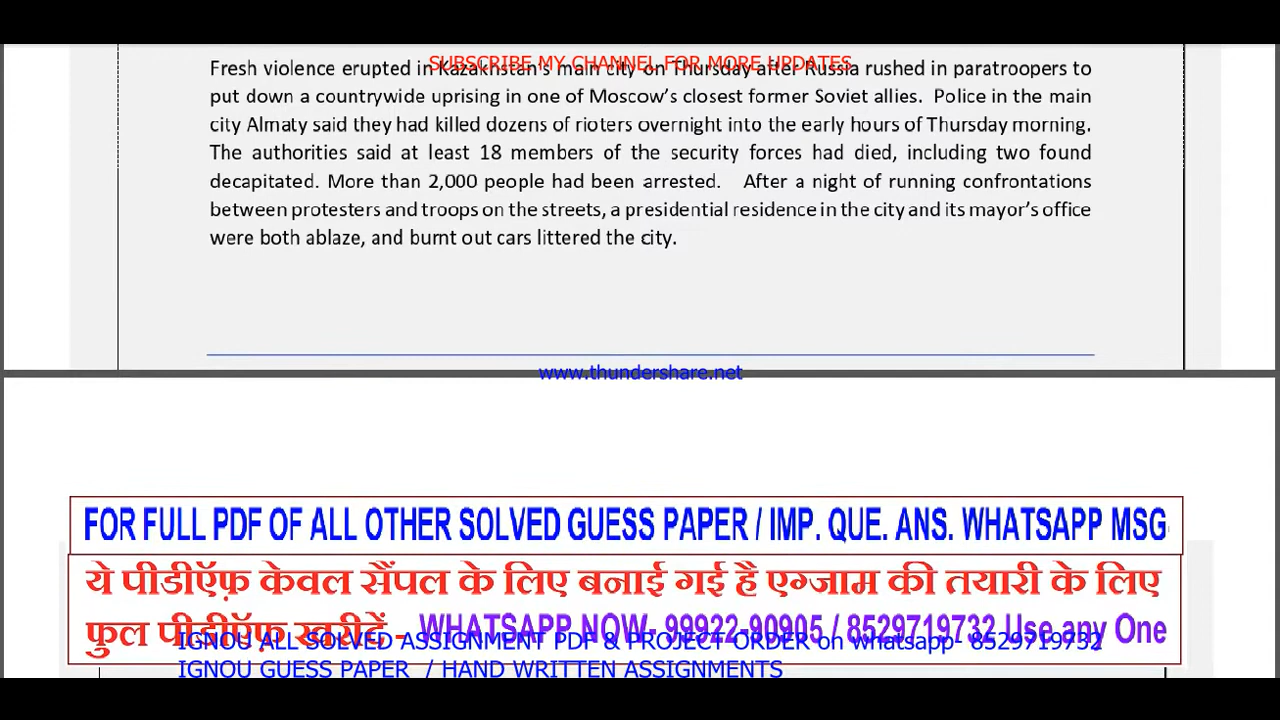 SUBSCRIBE MY CHANNEL FOR MORE UPDATES
Fresh violence erupted in Kazakhstan's main city on Thursday after Russia rushed in paratroopers to
put down a countrywide uprising in one of Moscow's closest former Soviet allies. Police in the main
city Almaty said they had killed dozens of rioters overnight into the early hours of Thursday morning.
The authorities said at least 18 members of the security forces had died, including two found
decapitated. More than 2,000 people had been arrested. After a night of running confrontations
between protesters and troops on the streets, a presidential residence in the city and its mayor's office
were both ablaze, and burnt out cars littered the city.
www.thundershare.net
FOR FULL PDF OF ALL OTHER SOLVED GUESS PAPER / IMP. QUE. ANS. WHATSAPP MSG
ये पीडीऍफ़ केवल सैंपल के लिए बनाई गई है एग्जाम की तयारी के लिए
फुल पीडीऍफ़ खरीदें - WHATSAPP NOW- 99922-90905 / 8529719732 Use any One
IGNOU ALL SOLVED ASSIGNMENT PDF & PROJECT ORDER on whatsapp- 8529719732
IGNOU GUESS PAPER / HAND WRITTEN ASSIGNMENTS